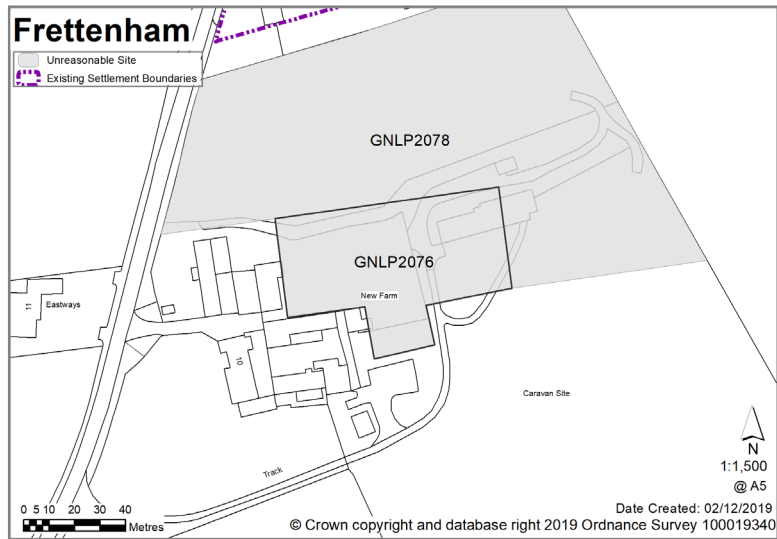 Frettenham
Unreasonable Site
Existing Settlement Boundaries
GNLP2078
GNLP2076
New Farm
11
Eastways
10
Caravan Site
Track
N
1:1,500
@ A5
0 5 10 20 30 40
Metres
Date Created: 02/12/2019
© Crown copyright and database right 2019 Ordnance Survey 100019340